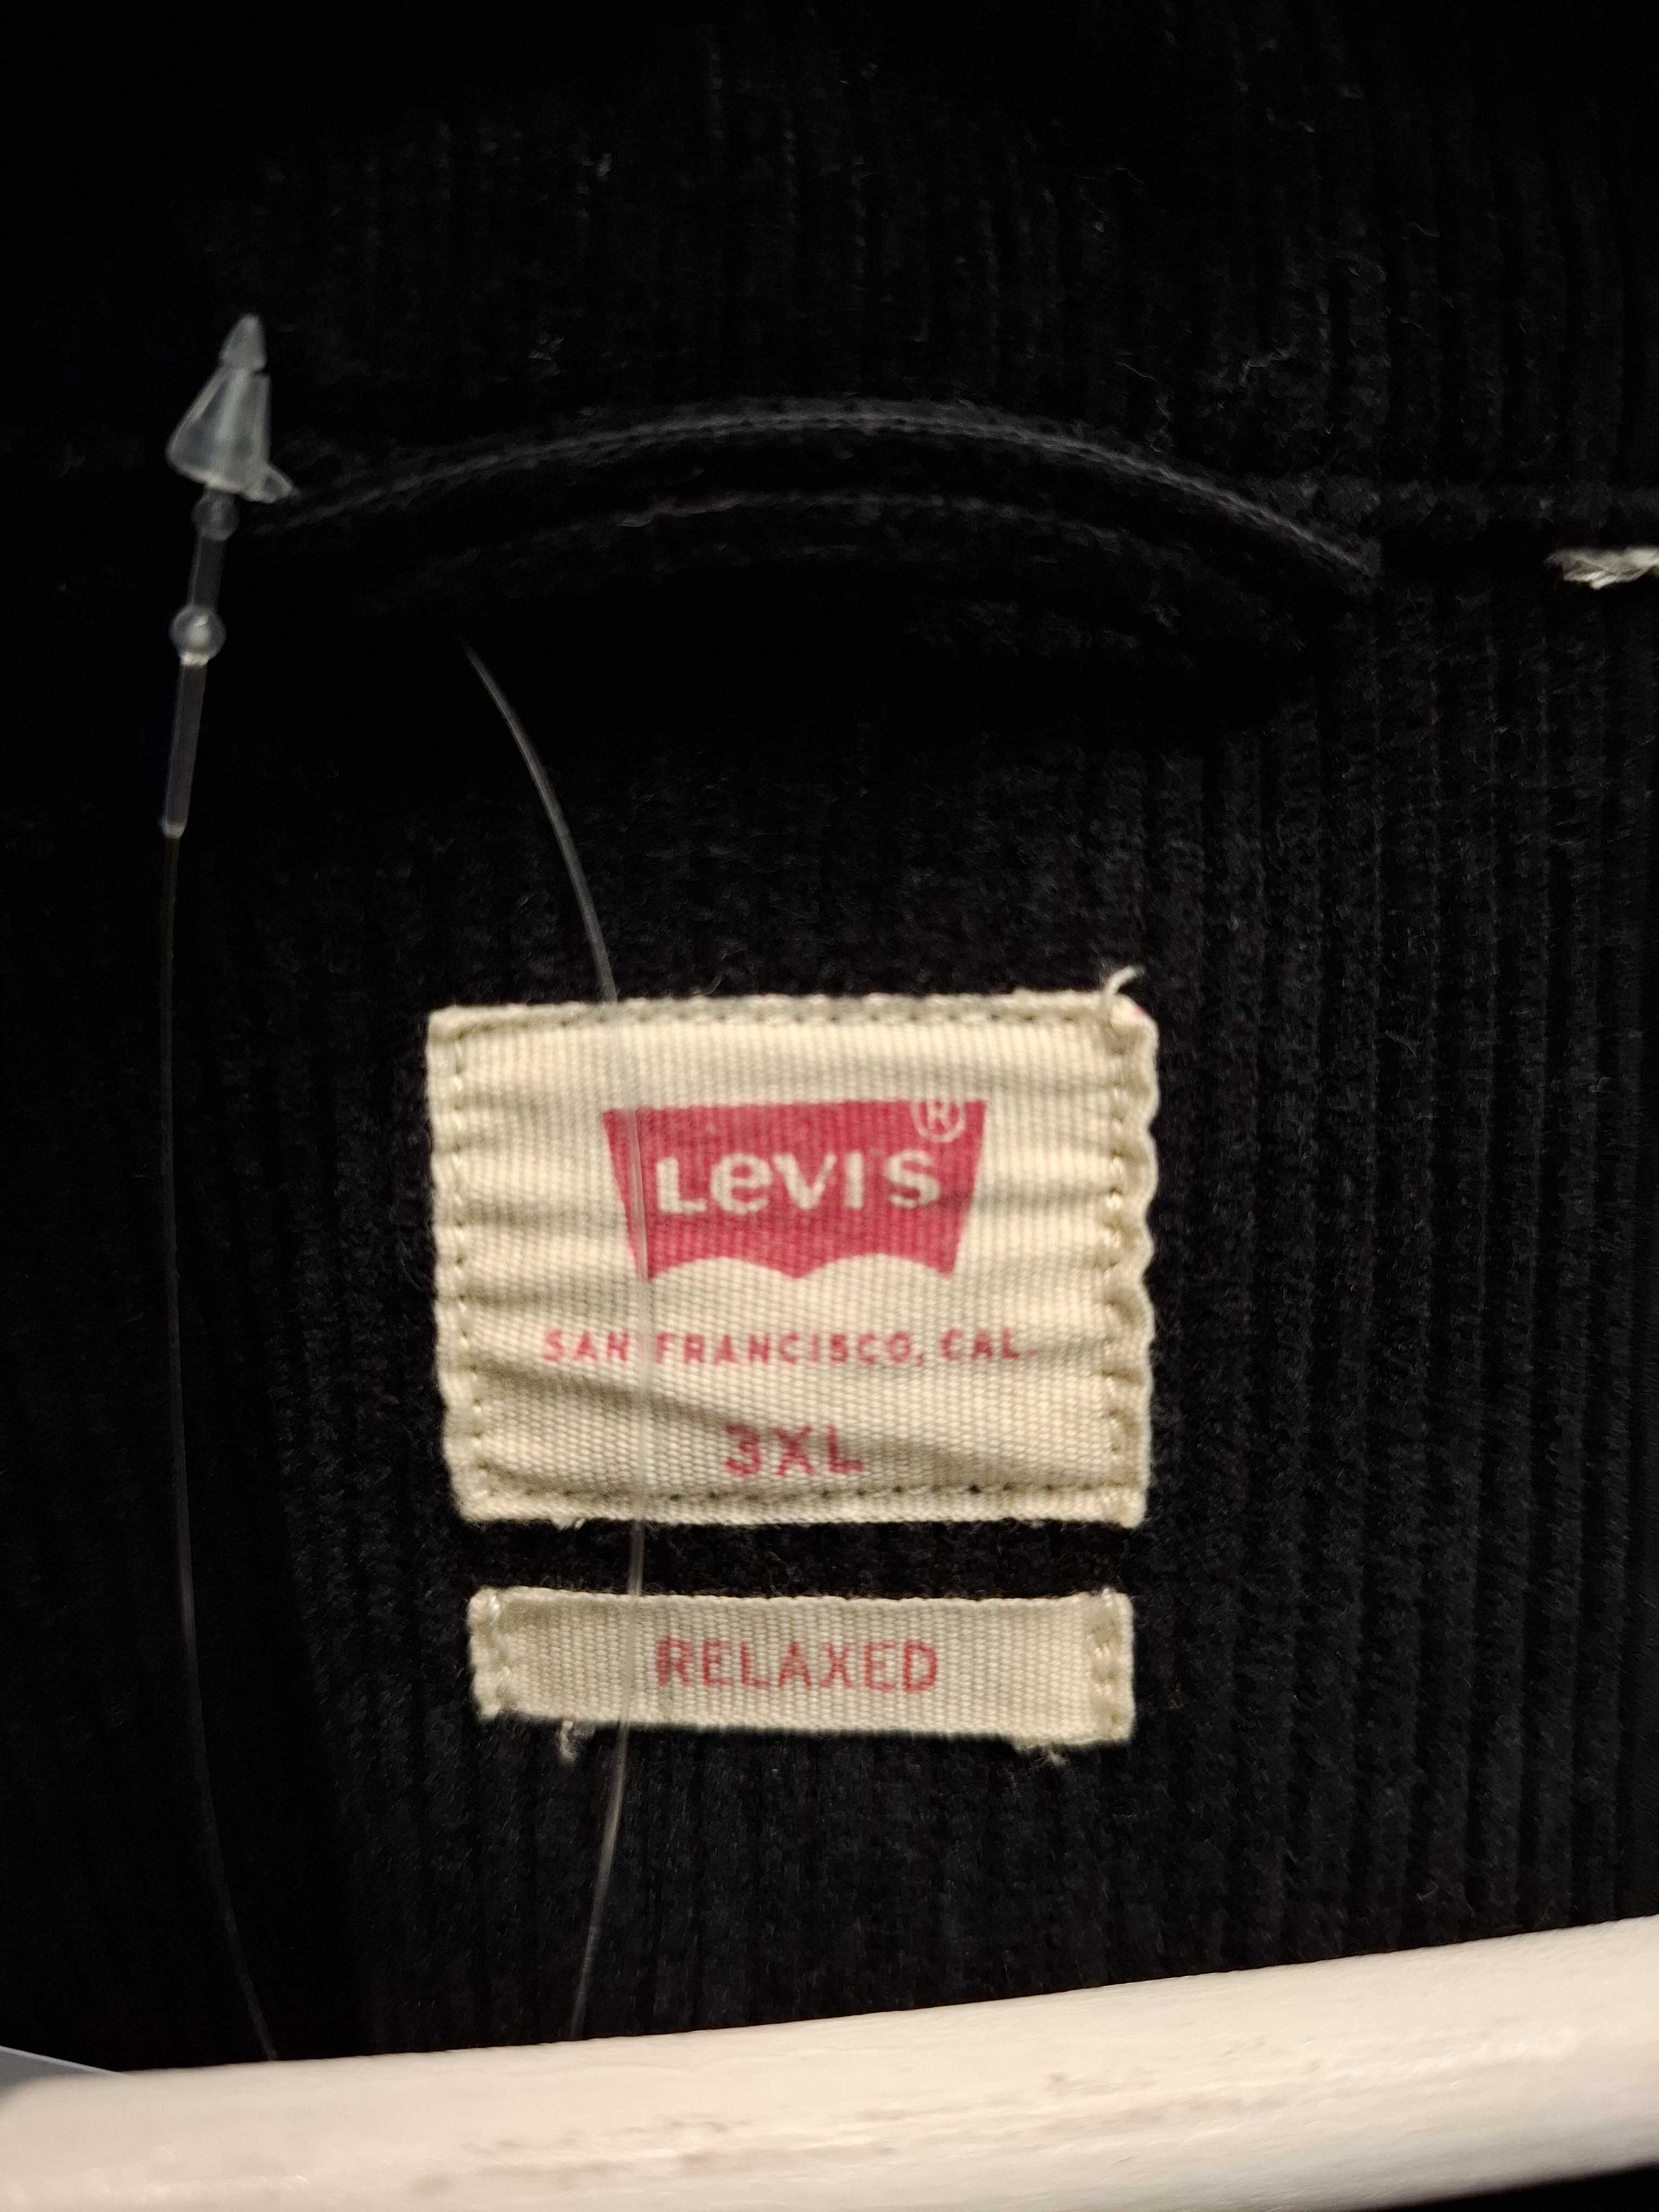 Levi's®
SAN FRANCISCO, CAL
3XL
RELAXED